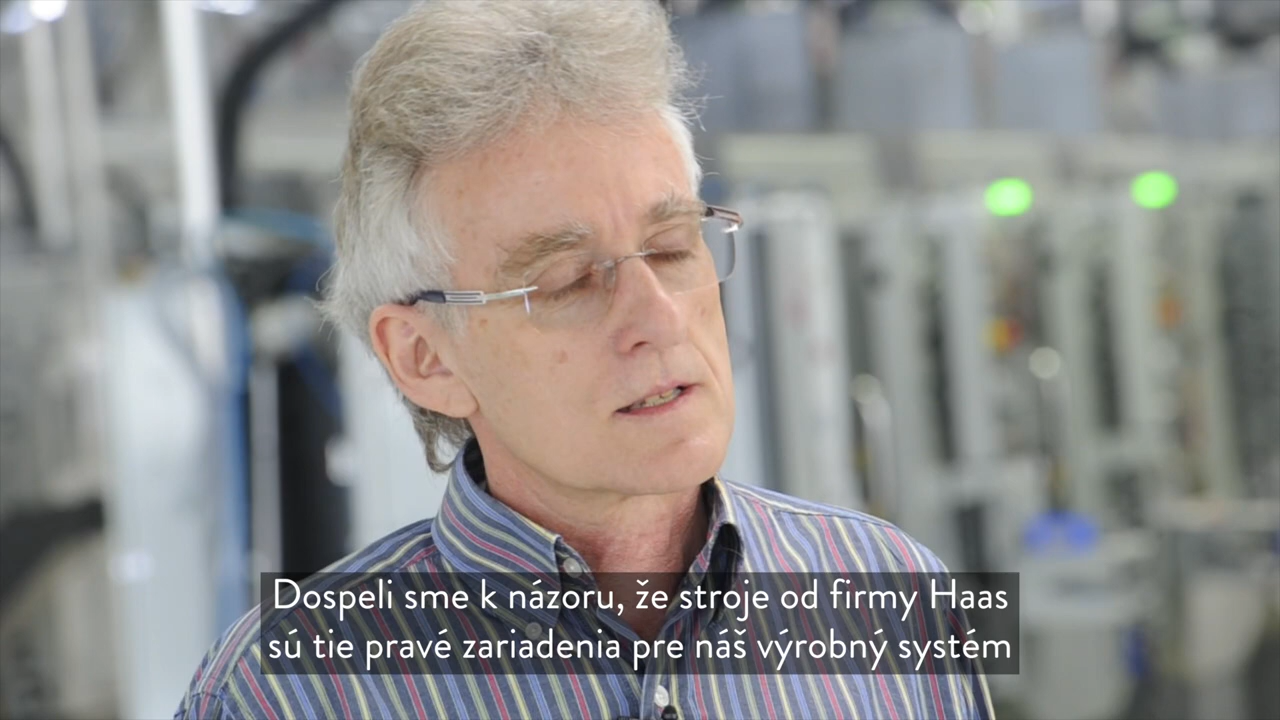 Dospeli sme k názoru, že stroje od firmy Haas
sú tie pravé zariadenia pre náš výrobný systém